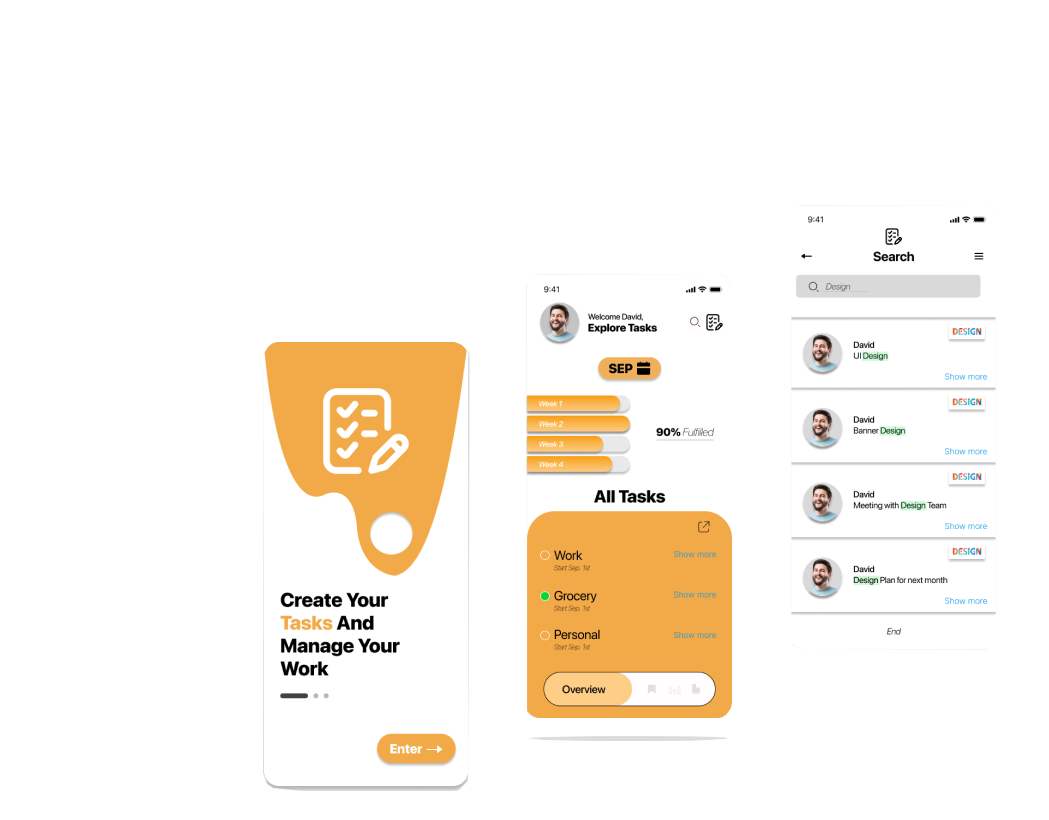 Create Your
Tasks And
Manage Your
Work
Enter
9:41
Welcome David,
Explore Tasks
SEP
Week 1
Week 2
Week 3
Week 4
90% Fulfilled
All Tasks
Work
Show more
Start Sep. 1st
Grocery
Show more
Start Sep. 1st
Personal
Show more
Start Sep. 1st
Overview
9:41
Search
Design
DESIGN
David
UI Design
Show more
DESIGN
David
Banner Design
Show more
DESIGN
David
Meeting with Design Team
Show more
DESIGN
David
Design Plan for next month
Show more
End